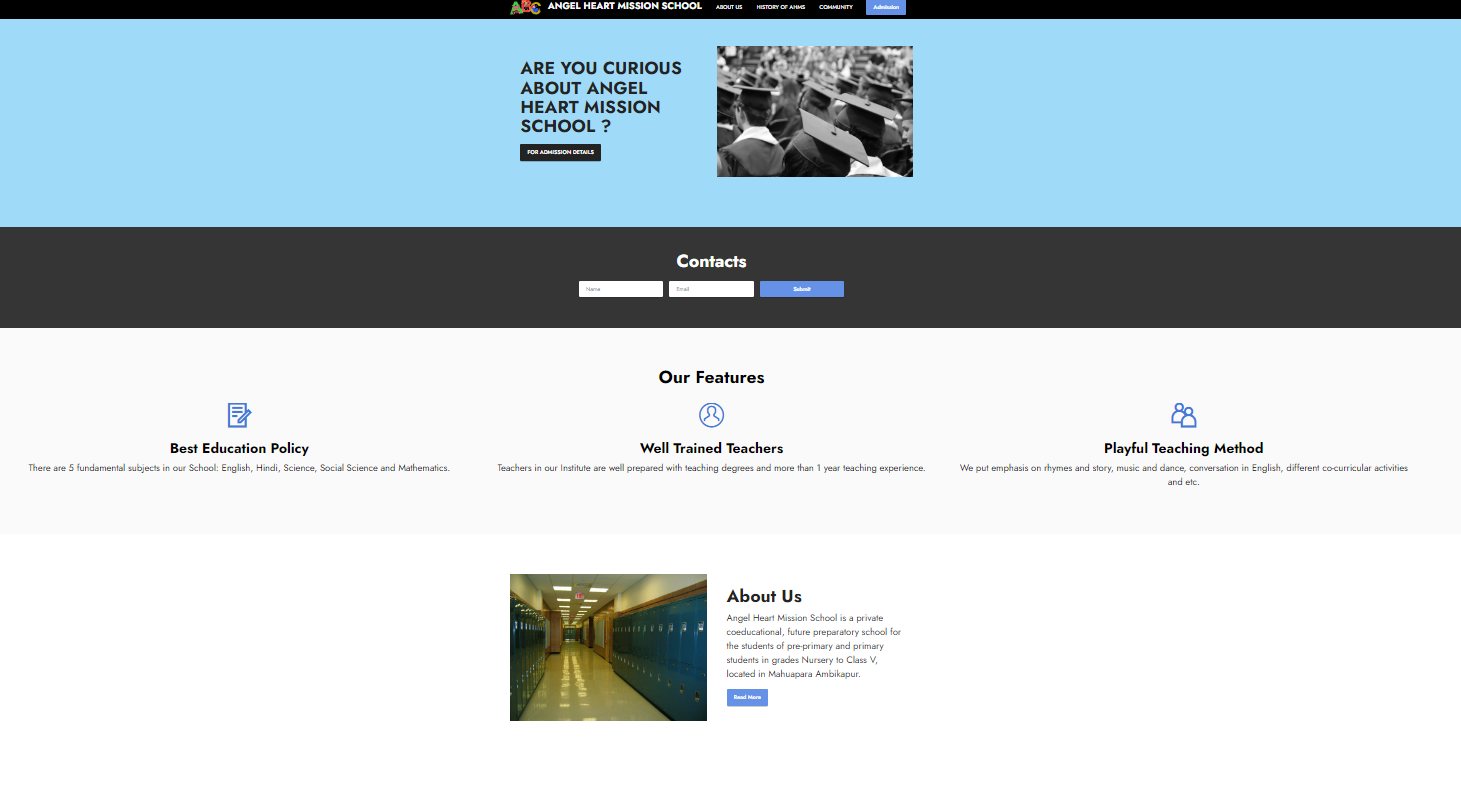 ABC ANGEL HEART MISSION SCHOOL ABOUT US HISTORY OF AHMS COMMUNITY Admission
ARE YOU CURIOUS
ABOUT ANGEL
HEART MISSION
SCHOOL ?
FOR ADMISSION DETAILS
Contacts
Name Email Submit
Our Features
Best Education Policy
There are 5 fundamental subjects in our School: English, Hindi, Science, Social Science and Mathematics.
Well Trained Teachers
Teachers in our Institute are well prepared with teaching degrees and more than 1 year teaching experience.
Playful Teaching Method
We put emphasis on rhymes and story, music and dance, conversation in English, different co-curricular activities
and etc.
About Us
Angel Heart Mission School is a private
coeducational, future preparatory school for
the students of pre-primary and primary
students in grades Nursery to Class V,
located in Mahuapara Ambikapur.
Read More